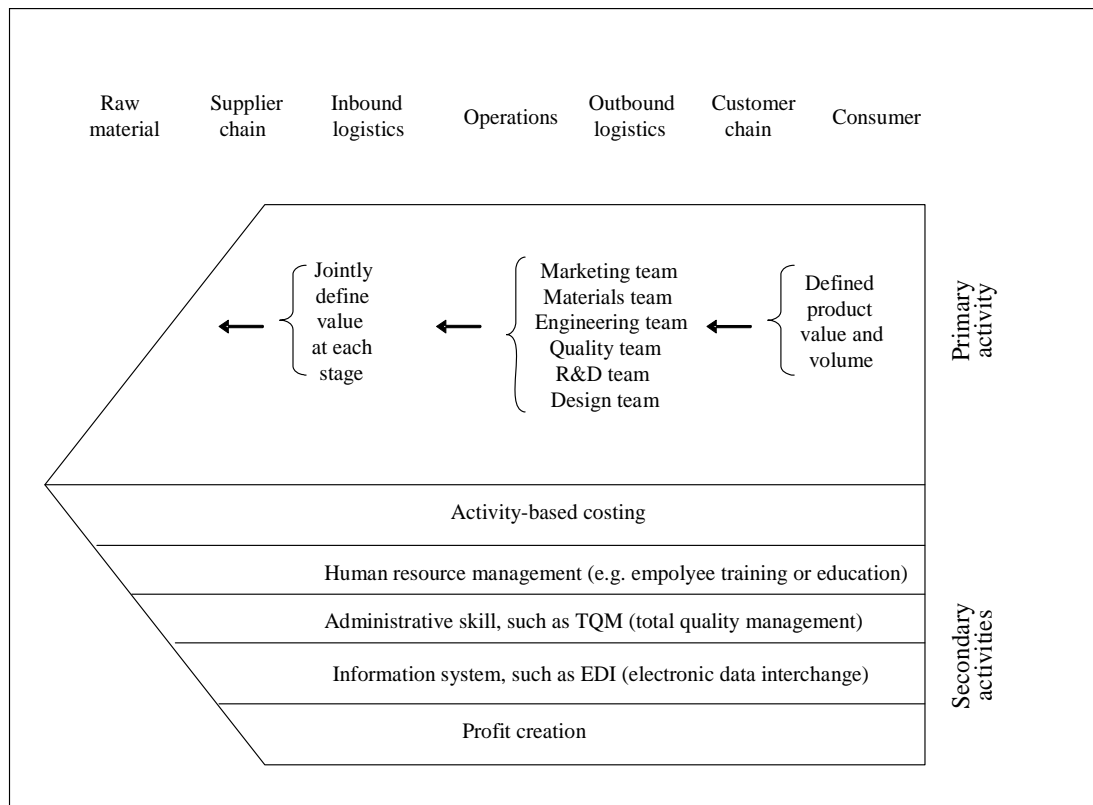 Raw
material
Supplier
chain
Inbound
logistics
Operations
Outbound
logistics
Customer
chain
Consumer
Jointly
define
value
at each
stage
Marketing team
Materials team
Engineering team
Quality team
R&D team
Design team
Defined
product
value and
volume
Primary
activity
Activity-based costing
Human resource management (e.g. empolyee training or education)
Administrative skill, such as TQM (total quality management)
Information system, such as EDI (electronic data interchange)
Profit creation
Secondary
activities